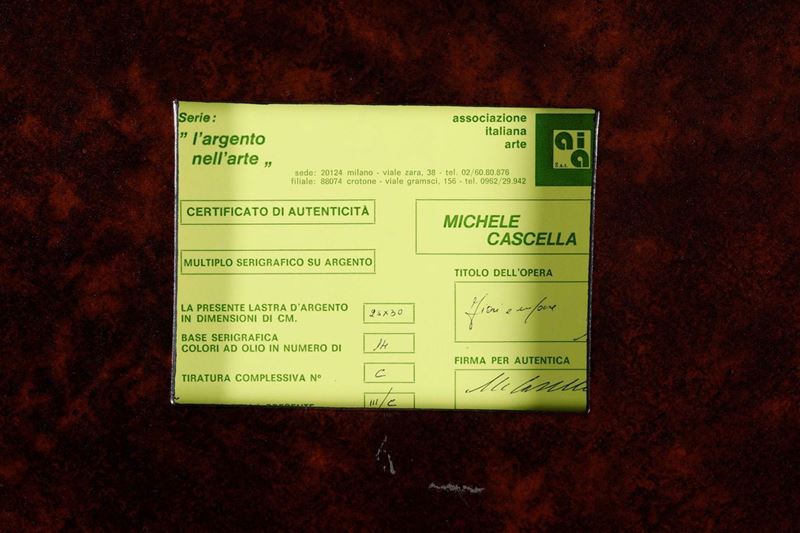 Serie:
" l'argento
nell'arte „
associazione
italiana
arte
aia
s.r.l.
sede: 20124 milano - viale zara, 38 - tel. 02/60.80.876
filiale: 88074 crotone - viale gramsci, 156 - tel. 0962/29.942
CERTIFICATO DI AUTENTICITÀ
MULTIPLO SERIGRAFICO SU ARGENTO
MICHELE
CASCELLA
TITOLO DELL'OPERA
Fiori e
LA PRESENTE LASTRA D'ARGENTO
IN DIMENSIONI DI CM.
BASE SERIGRAFICA
COLORI AD OLIO IN NUMERO DI
14
TIRATURA COMPLESSIVA N°
C
PRESENTE
III/C
FIRMA PER AUTENTICA